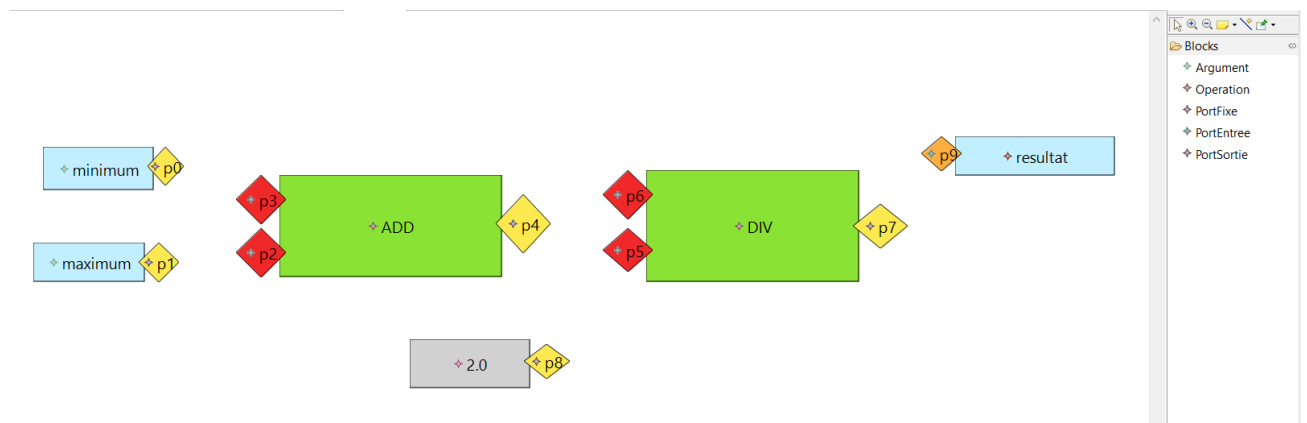 Blocks
Argument
Operation
PortFixe
PortEntree
PortSortie
minimum p0
maximum p1
p3
p2
ADD p4
p6
p5
DIV p7
p9 resultat
2.0 p8